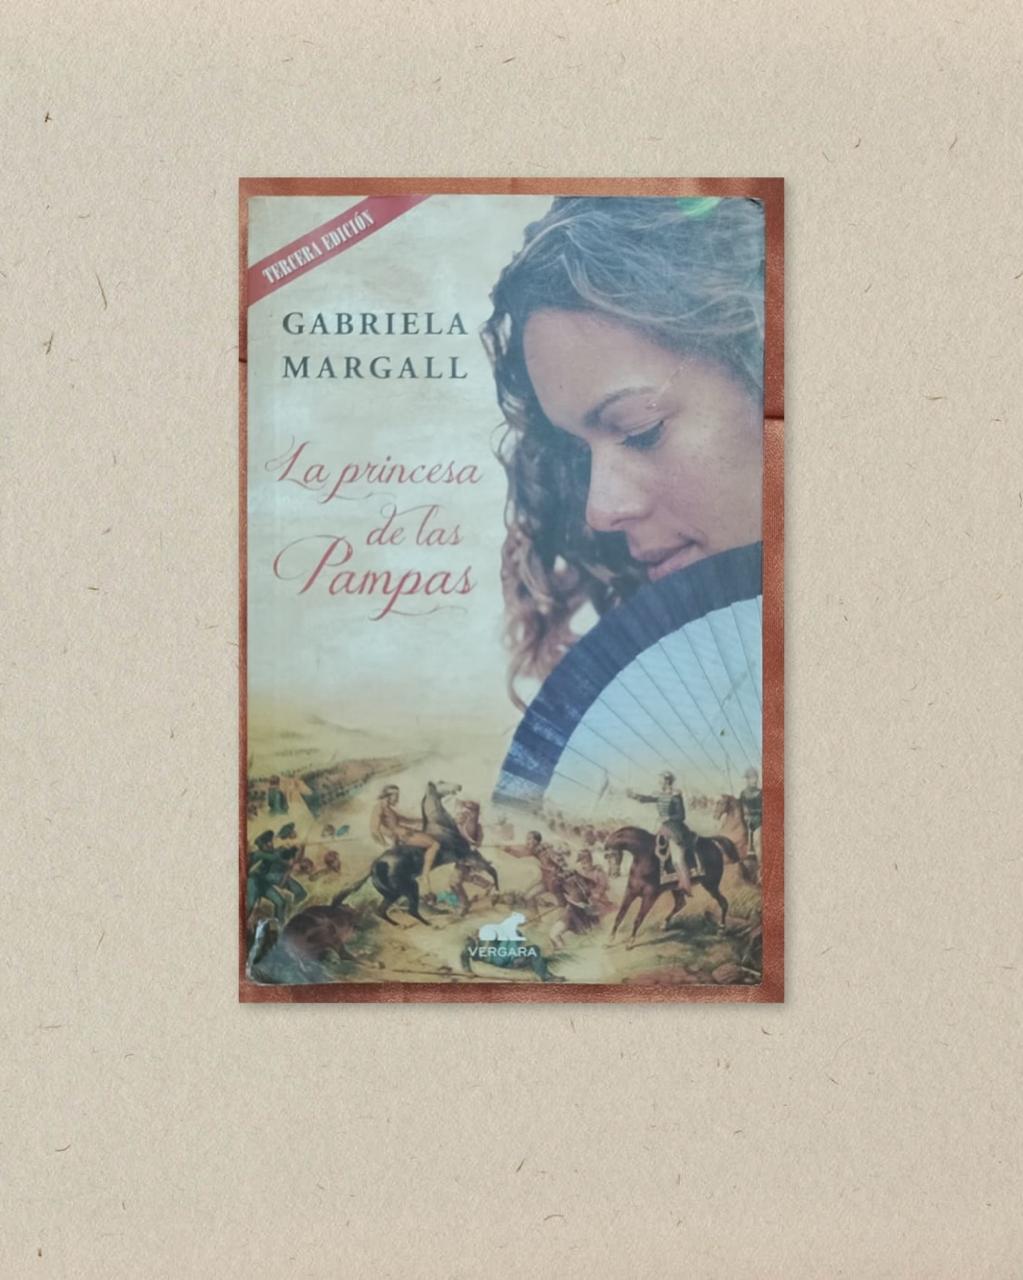 TERCERA EDICIÓN
GABRIELA
MARGALL
La princesa
de las
Pampas
VERGARA